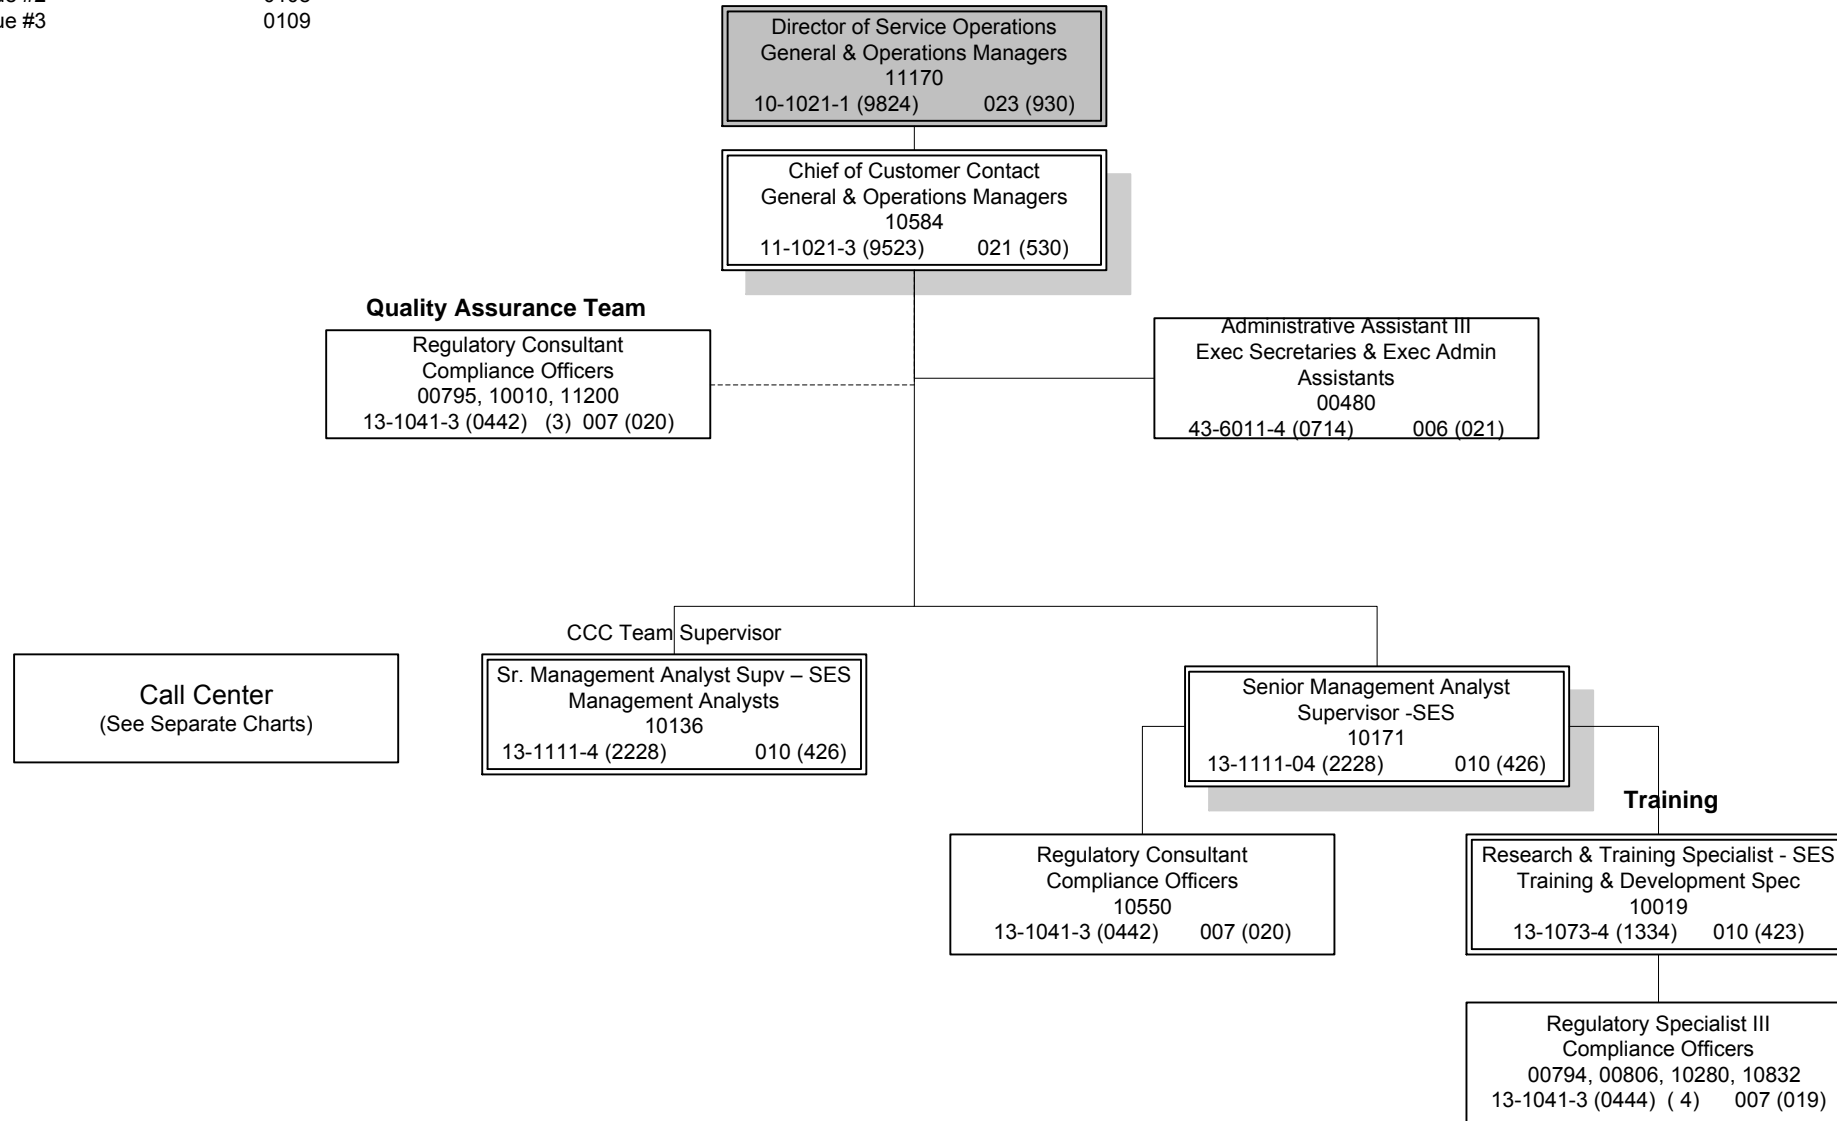 ue #3 0109
Director of Service Operations
General & Operations Managers
11170
10-1021-1 (9824) 023 (930)
Chief of Customer Contact
General & Operations Managers
10584
11-1021-3 (9523) 021 (530)
Quality Assurance Team
Regulatory Consultant
Compliance Officers
00795, 10010, 11200
13-1041-3 (0442) (3) 007 (020)
Administrative Assistant III
Exec Secretaries & Exec Admin
Assistants
00480
43-6011-4 (0714) 006 (021)
Call Center
(See Separate Charts)
CCC Team Supervisor
Sr. Management Analyst Supv – SES
Management Analysts
10136
13-1111-4 (2228) 010 (426)
Senior Management Analyst
Supervisor -SES
10171
13-1111-04 (2228) 010 (426)
Regulatory Consultant
Compliance Officers
10550
13-1041-3 (0442) 007 (020)
Training
Research & Training Specialist - SES
Training & Development Spec
10019
13-1073-4 (1334) 010 (423)
Regulatory Specialist III
Compliance Officers
00794, 00806, 10280, 10832
13-1041-3 (0444) ( 4) 007 (019)